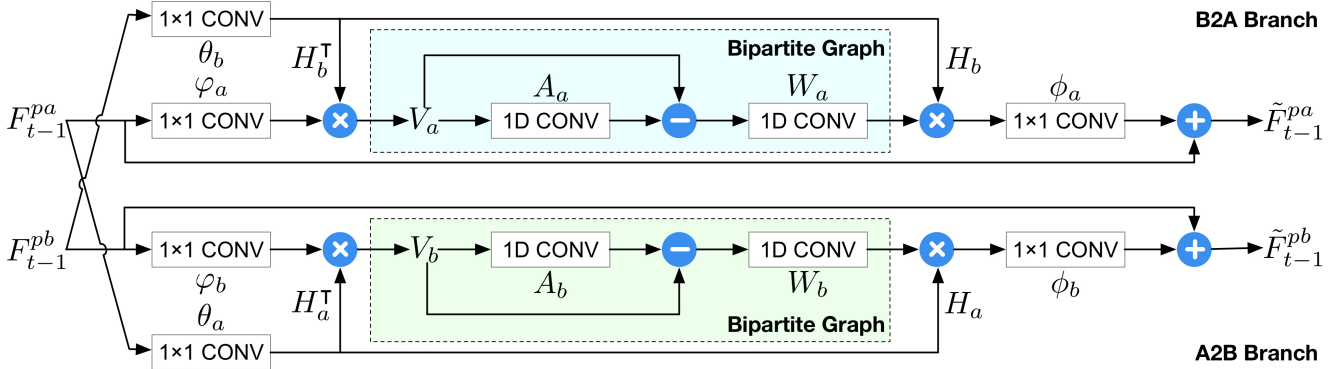 1×1 CONV
B2A Branch
θ_b
H_b^⊤
Bipartite Graph
H_b
φ_a
A_a
W_a
ϕ_a
F_{t-1}^{pa}
1×1 CONV
V_a
1D CONV
1D CONV
1×1 CONV
F̃_{t-1}^{pa}
F_{t-1}^{pb}
1×1 CONV
V_b
1D CONV
1D CONV
1×1 CONV
F̃_{t-1}^{pb}
φ_b
A_b
W_b
ϕ_b
H_a^⊤
H_a
θ_a
Bipartite Graph
1×1 CONV
A2B Branch